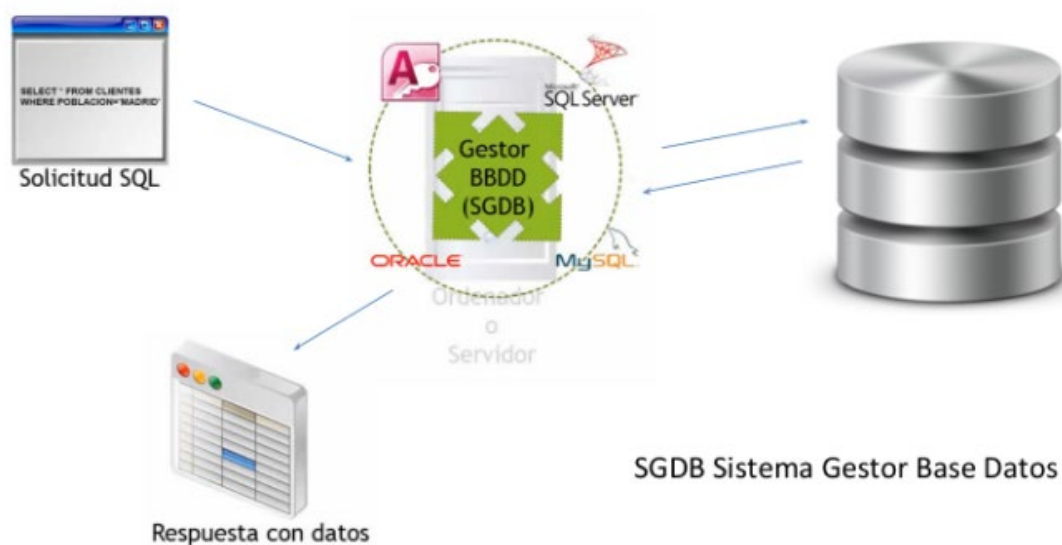 SELECT * FROM CLIENTES
WHERE POBLACION='MADRID'
Solicitud SQL
A
Microsoft
SQL Server
Gestor
BBDD
(SGDB)
ORACLE
MySQL
Ordenador
o
Servidor
SGDB Sistema Gestor Base Datos
Respuesta con datos